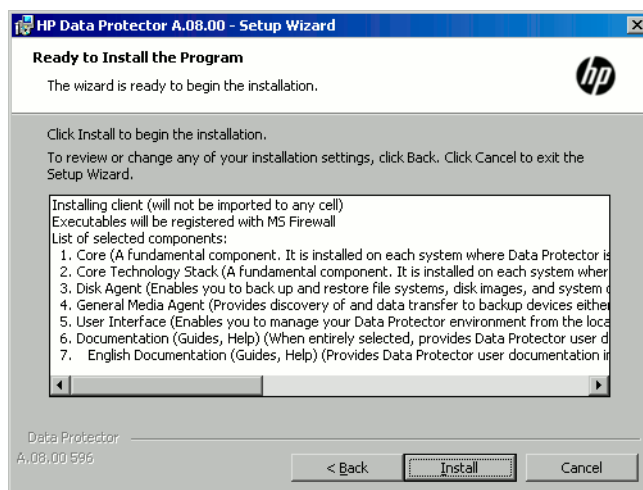 HP Data Protector A.08.00 - Setup Wizard
Ready to Install the Program
The wizard is ready to begin the installation.
hp
Click Install to begin the installation.
To review or change any of your installation settings, click Back. Click Cancel to exit the
Setup Wizard.
Installing client (will not be imported to any cell)
Executables will be registered with MS Firewall
List of selected components:
1. Core (A fundamental component. It is installed on each system where Data Protector is
2. Core Technology Stack (A fundamental component. It is installed on each system wher
3. Disk Agent (Enables you to back up and restore file systems, disk images, and system
4. General Media Agent (Provides discovery of and data transfer to backup devices either
5. User Interface (Enables you to manage your Data Protector environment from the loca
6. Documentation (Guides, Help) (When entirely selected, provides Data Protector user d
7. English Documentation (Guides, Help) (Provides Data Protector user documentation in
Data Protector
A.08.00 596
< Back Install Cancel